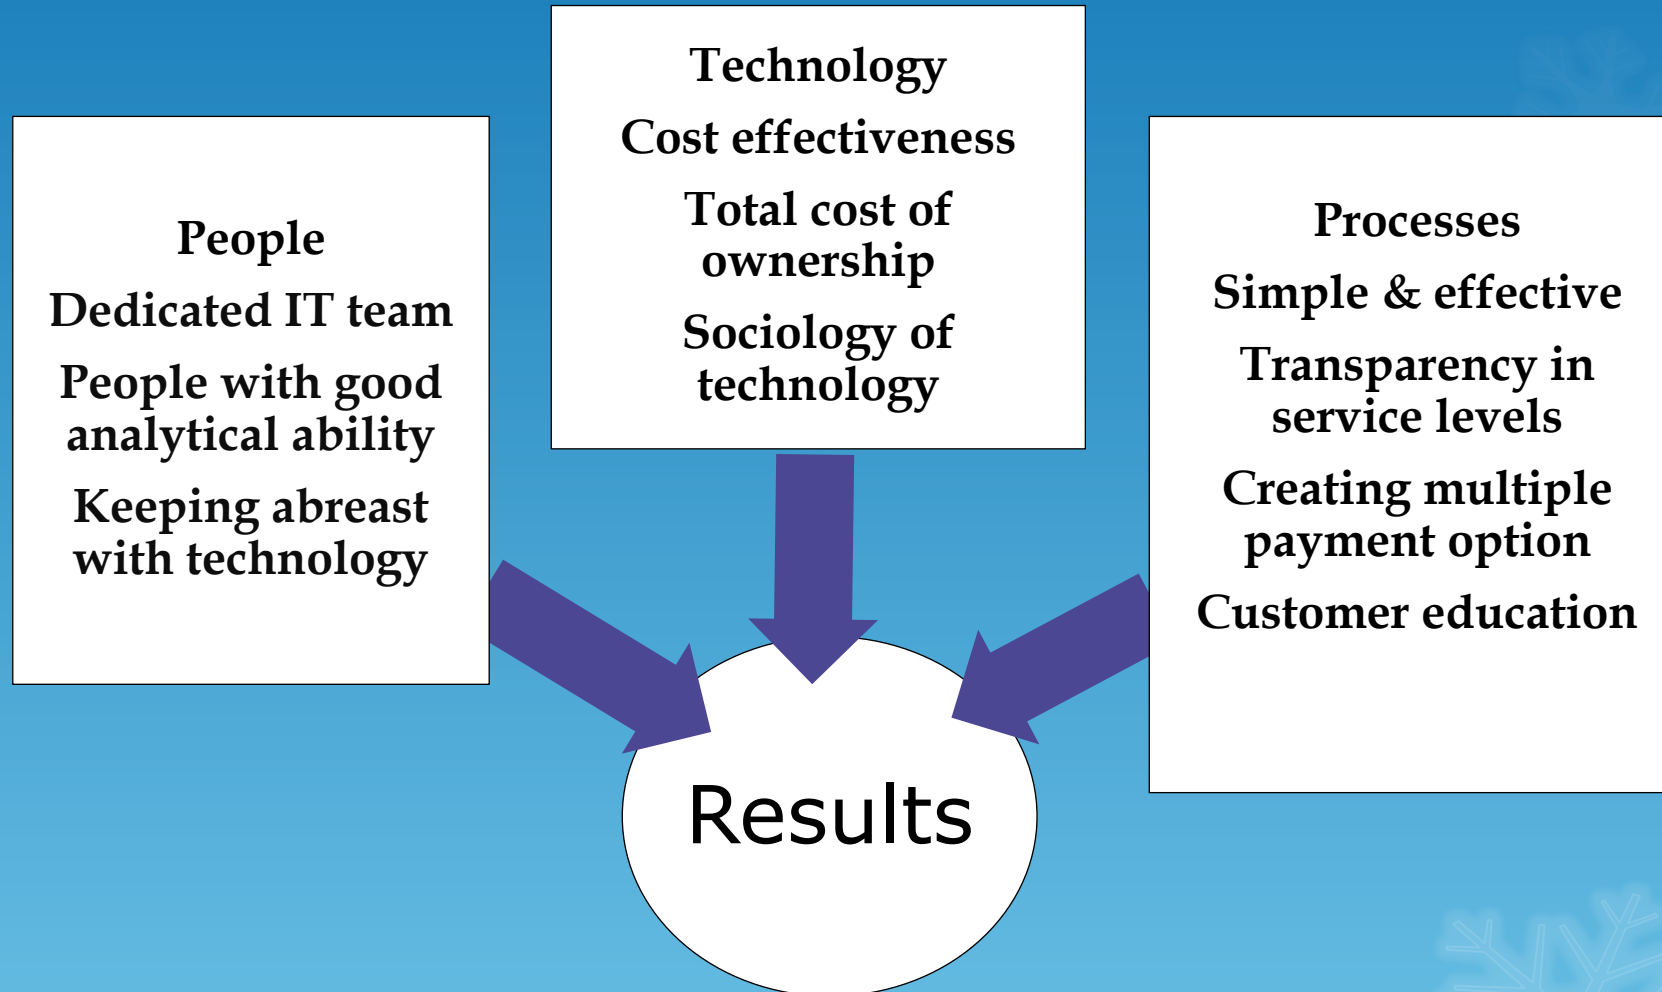 People
Dedicated IT team
People with good
analytical ability
Keeping abreast
with technology
Technology
Cost effectiveness
Total cost of
ownership
Sociology of
technology
Processes
Simple & effective
Transparency in
service levels
Creating multiple
payment option
Customer education
Results